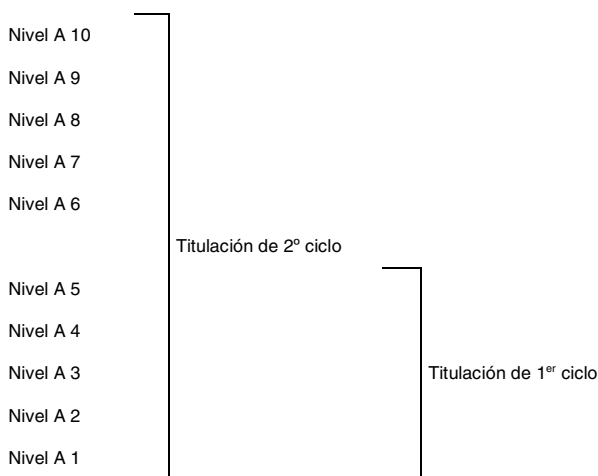 Nivel A 10
Nivel A 9
Nivel A 8
Nivel A 7
Nivel A 6
Titulación de 2º ciclo
Nivel A 5
Nivel A 4
Nivel A 3
Titulación de 1er ciclo
Nivel A 2
Nivel A 1